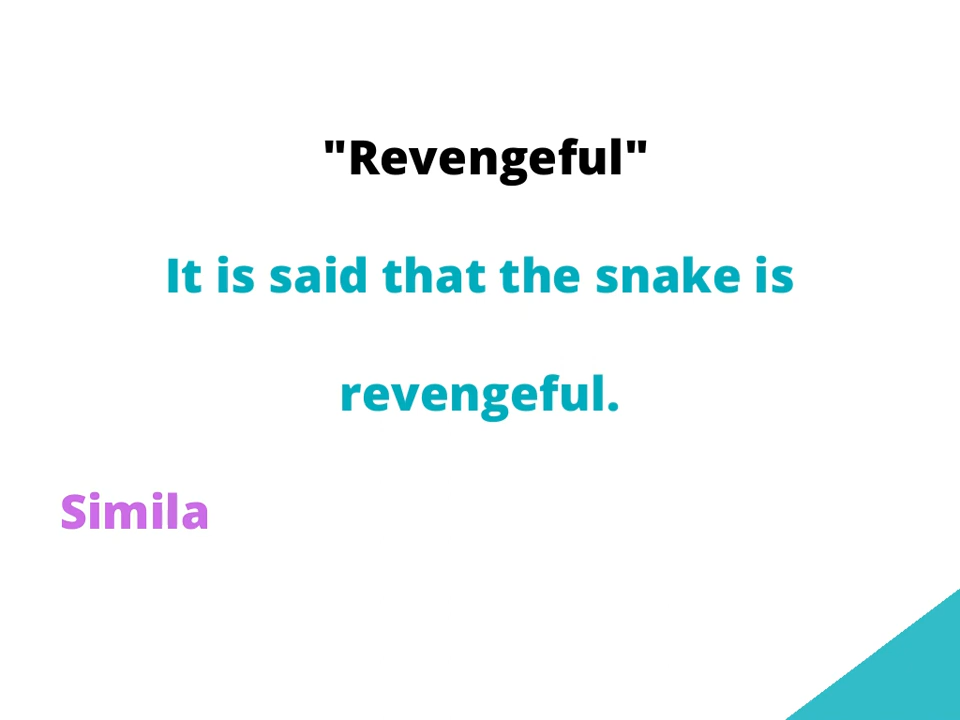 "Revengeful"
It is said that the snake is
revengeful.
Simila